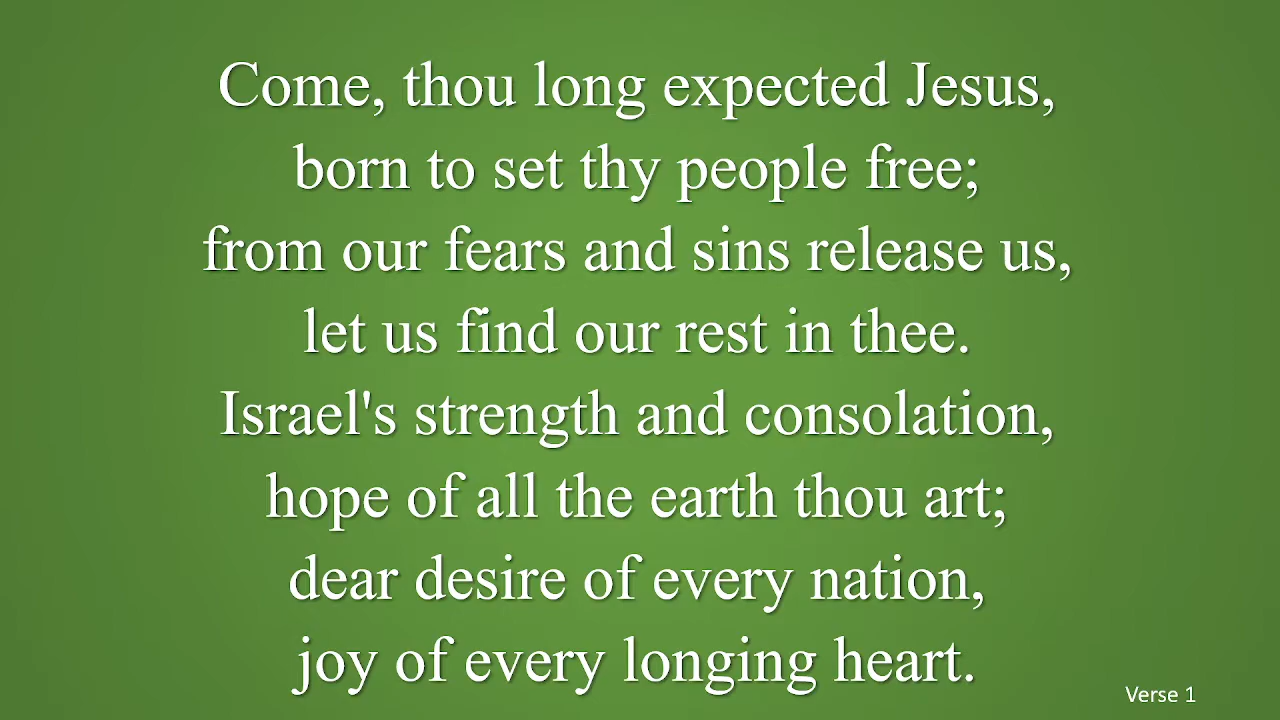 Come, thou long expected Jesus,
born to set thy people free;
from our fears and sins release us,
let us find our rest in thee.
Israel's strength and consolation,
hope of all the earth thou art;
dear desire of every nation,
joy of every longing heart.
Verse 1